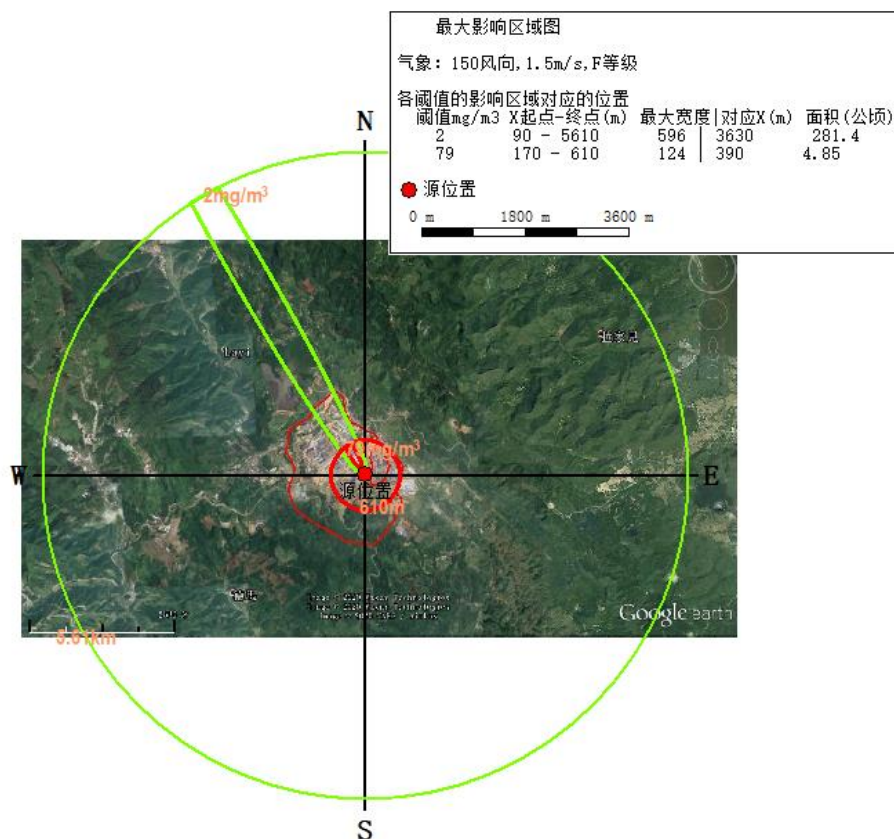 最大影响区域图
气象: 150风向,1.5m/s,F等级
各阈值的影响区域对应的位置
阈值mg/m3 X起点-终点(m) 最大宽度|对应X(m) 面积(公顷)
2 90 - 5610 596 | 3630 281.4
79 170 - 610 124 | 390 4.85
源位置
0 m 1800 m 3600 m
N
2mg/m³
Layi
79mg/m³
W
E
源位置
610m
Google earth
5.61km
S